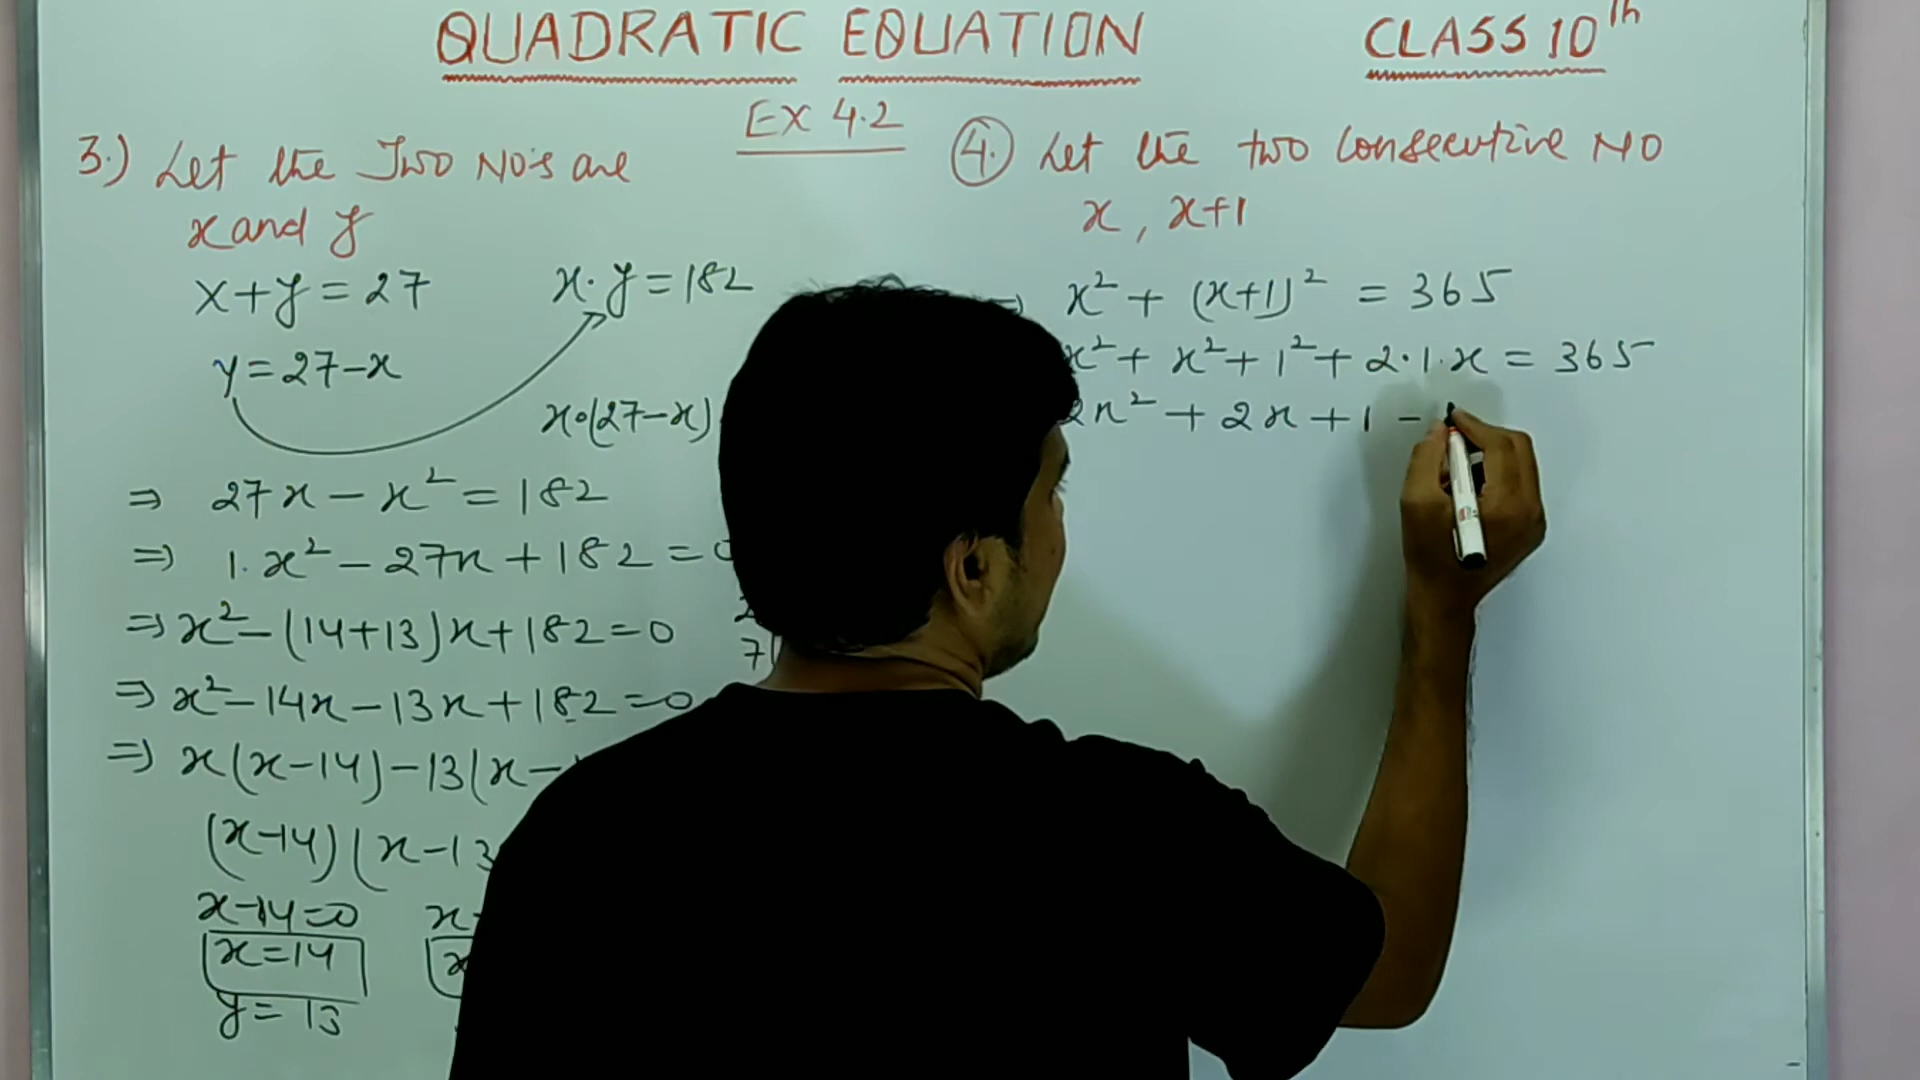 QUADRATIC EQUATION
CLASS 10th
EX 4.2
3.) Let the Two NO's are
x and y
x+y = 27
x·y = 182
y = 27-x
x·(27-x)
⇒ 27x - x² = 182
⇒ 1.x² - 27x + 182 = 0
⇒ x² - (14+13)x + 182 = 0
⇒ x² - 14x - 13x + 182 = 0
⇒ x(x-14) - 13(x-
(x-14)(x-13
x-14=0
x-
x=14
x
y = 13
7
4. Let the two consecutive NO
x, x+1
⇒ x² + (x+1)² = 365
x² + x² + 1² + 2·1·x = 365
2x² + 2x + 1 -